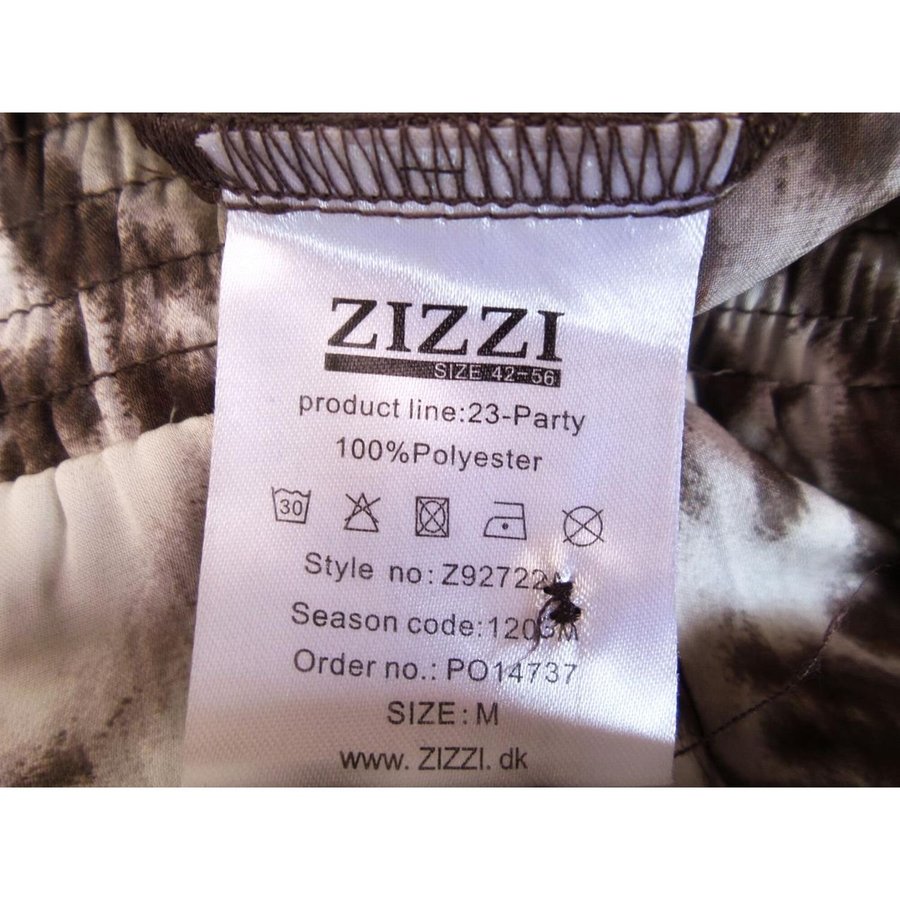 ZIZZI
SIZE 42-56
product line:23-Party
100%Polyester
30
Style no:
Season code:
Order no.: PO14737
SIZE: M
www. ZIZZI. dk